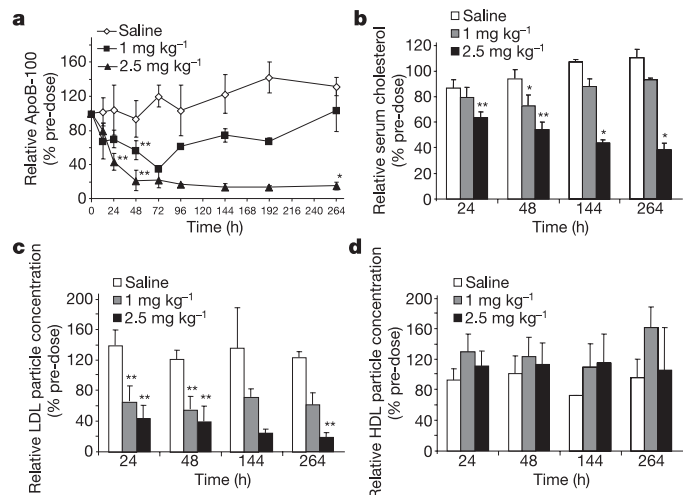 a
Saline
1 mg kg⁻¹
2.5 mg kg⁻¹
Relative ApoB-100
(% pre-dose)
160
120
80
40
0
0 24 48 72 96 120 144 168 192 216 240 264
Time (h)
b
Saline
1 mg kg⁻¹
2.5 mg kg⁻¹
Relative serum cholesterol
(% pre-dose)
120
100
80
60
40
20
0
** * ** * *
24 48 144 264
Time (h)
** ** *
c
Saline
1 mg kg⁻¹
2.5 mg kg⁻¹
Relative LDL particle concentration
(% pre-dose)
200
160
120
80
40
0
** ** ** ** **
24 48 144 264
Time (h)
d
Saline
1 mg kg⁻¹
2.5 mg kg⁻¹
Relative HDL particle concentration
(% pre-dose)
200
160
120
80
40
0
24 48 144 264
Time (h)